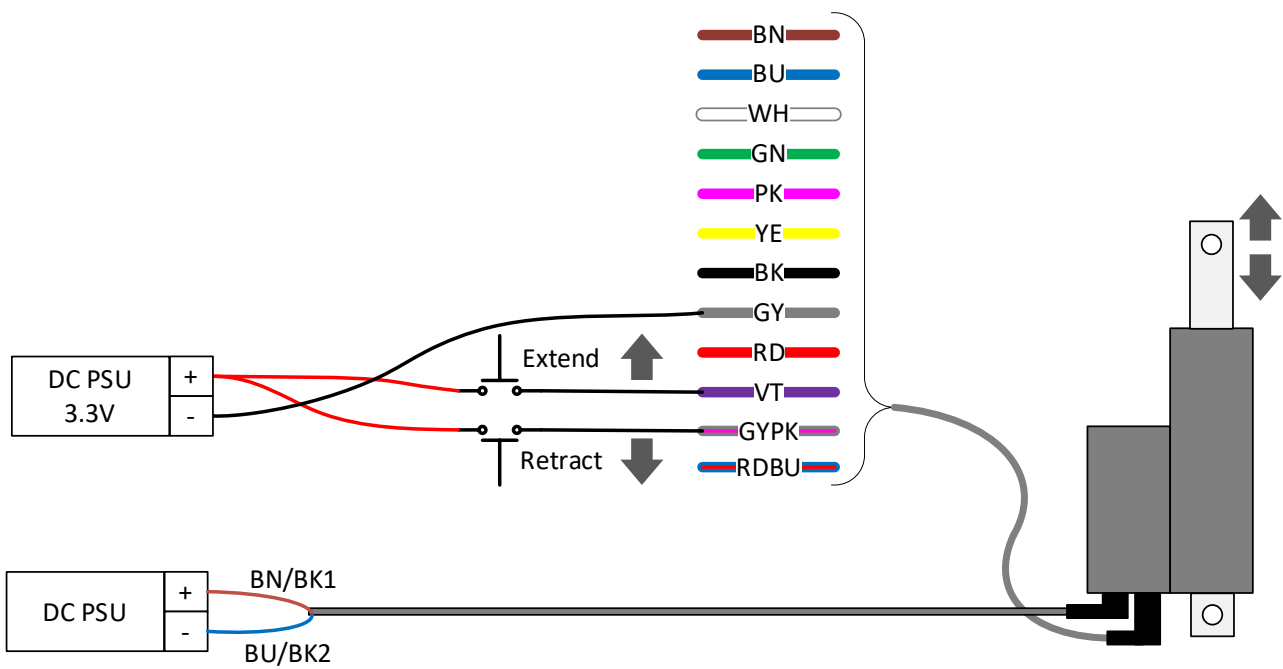 BN
BU
WH
GN
PK
YE
BK
GY
RD
VT
GYPK
RDBU
Extend
Retract
DC PSU
3.3V
+
-
DC PSU
+
-
BN/BK1
BU/BK2